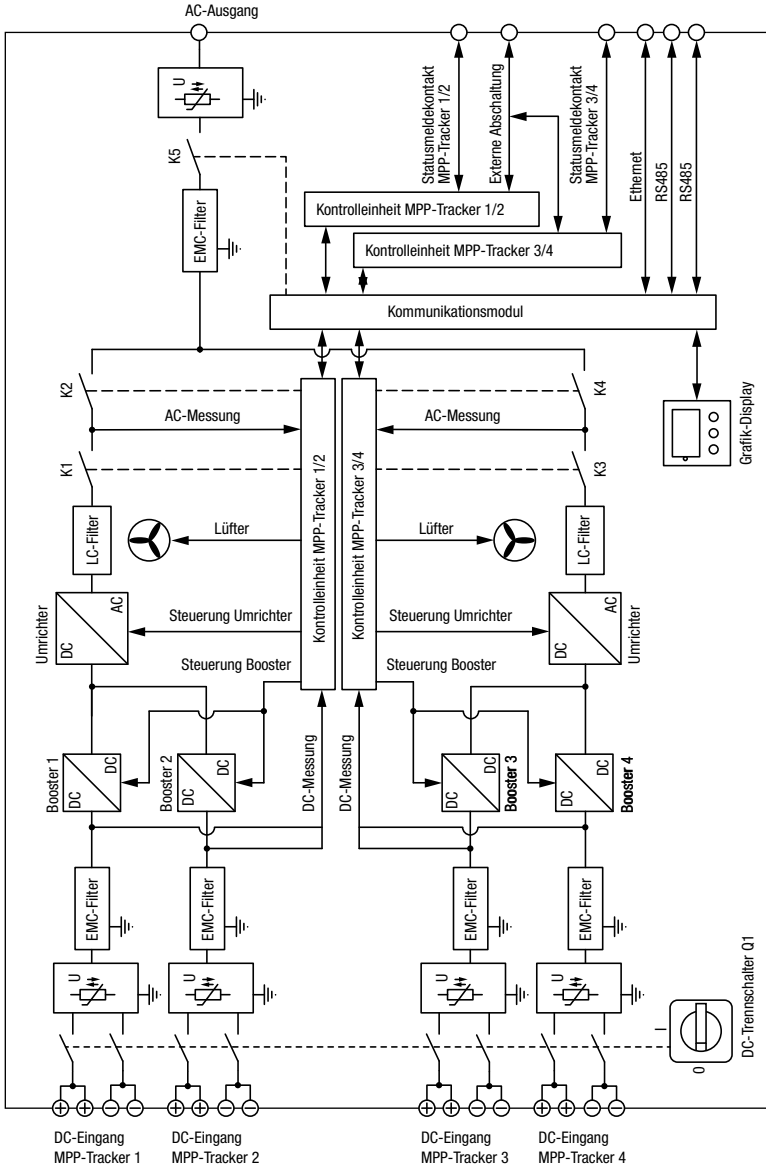 AC-Ausgang
U
K5
EMC-Filter
Statusmeldekontakt
MPP-Tracker 1/2
Externe Abschaltung
Statusmeldekontakt
MPP-Tracker 3/4
Ethernet
RS485
RS485
Kontrolleinheit MPP-Tracker 1/2
Kontrolleinheit MPP-Tracker 3/4
Kommunikationsmodul
K2
K4
AC-Messung
AC-Messung
K1
K3
Kontrolleinheit MPP-Tracker 1/2
Kontrolleinheit MPP-Tracker 3/4
Grafik-Display
LC-Filter
Lüfter
Lüfter
LC-Filter
Umrichter
DC
AC
Steuerung Umrichter
Steuerung Umrichter
DC
AC
Umrichter
Steuerung Booster
Steuerung Booster
Booster 1
DC
DC
Booster 2
DC
DC
DC-Messung
DC-Messung
DC
DC
Booster 3
DC
DC
Booster 4
EMC-Filter
EMC-Filter
EMC-Filter
EMC-Filter
U
U
U
U
I
0
DC-Trennschalter Q1
+ + − −
+ + − −
+ + − −
+ + − −
DC-Eingang
MPP-Tracker 1
DC-Eingang
MPP-Tracker 2
DC-Eingang
MPP-Tracker 3
DC-Eingang
MPP-Tracker 4